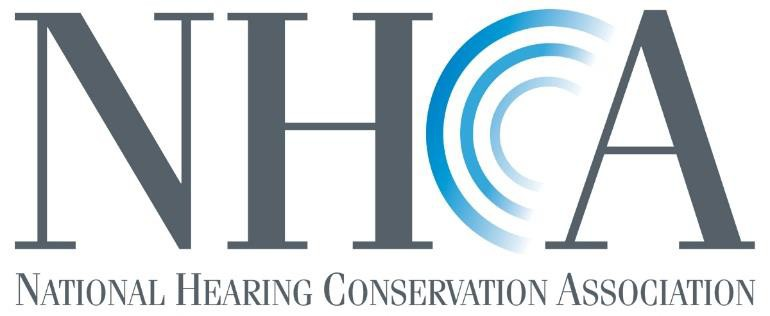 NHCA
NATIONAL HEARING CONSERVATION ASSOCIATION